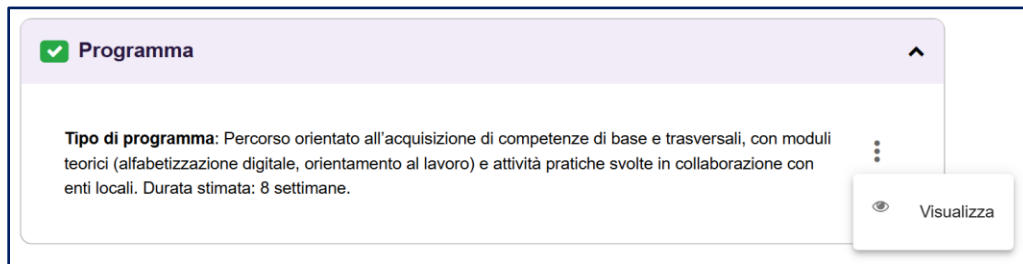 Programma
Tipo di programma: Percorso orientato all'acquisizione di competenze di base e trasversali, con moduli
teorici (alfabetizzazione digitale, orientamento al lavoro) e attività pratiche svolte in collaborazione con
enti locali. Durata stimata: 8 settimane.
Visualizza